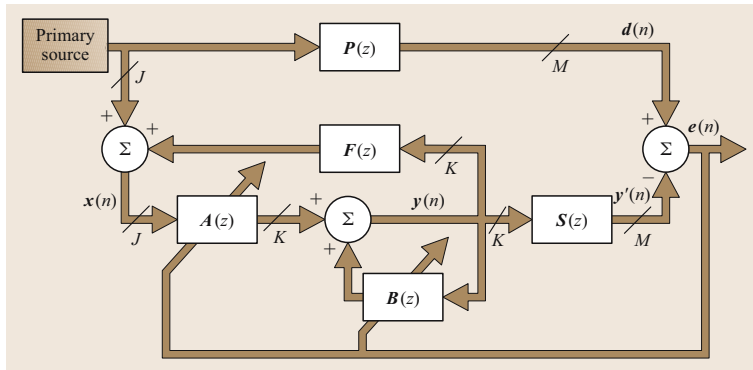 Primary
source
P(z)
d(n)
J
M
+
+
+
e(n)
Σ
F(z)
Σ
K
−
x(n)
y′(n)
A(z)
+
Σ
y(n)
S(z)
J
K
K
M
+
B(z)